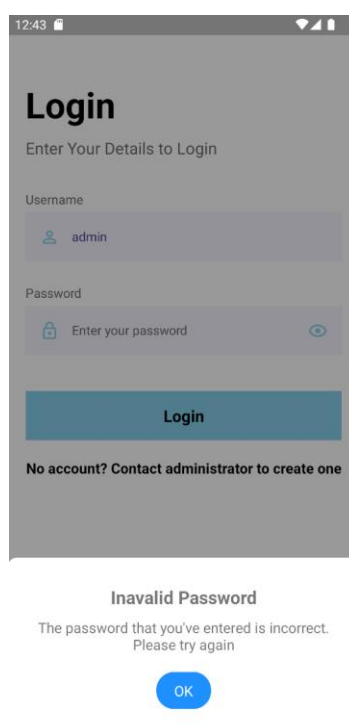 12:43
Login
Enter Your Details to Login
Username
admin
Password
Enter your password
Login
No account? Contact administrator to create one
Inavalid Password
The password that you've entered is incorrect.
Please try again
OK